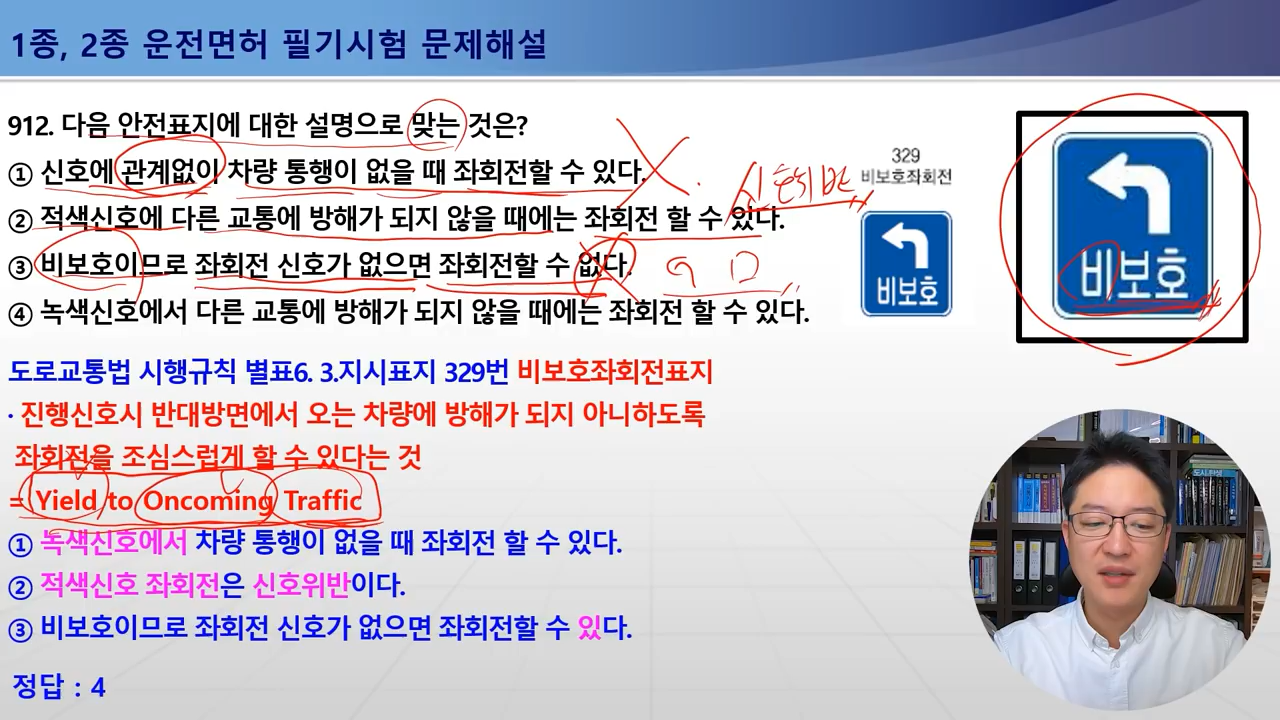 1종, 2종 운전면허 필기시험 문제해설
912. 다음 안전표지에 대한 설명으로 맞는 것은?
① 신호에 관계없이 차량 통행이 없을 때 좌회전할 수 있다.
② 적색신호에 다른 교통에 방해가 되지 않을 때에는 좌회전 할 수 있다.
③ 비보호이므로 좌회전 신호가 없으면 좌회전할 수 없다.
④ 녹색신호에서 다른 교통에 방해가 되지 않을 때에는 좌회전 할 수 있다.
신호위반
329
비보호좌회전
비보호
비보호
도로교통법 시행규칙 별표6. 3.지시표지 329번 비보호좌회전표지
· 진행신호시 반대방면에서 오는 차량에 방해가 되지 아니하도록
좌회전을 조심스럽게 할 수 있다는 것
= Yield to Oncoming Traffic
① 녹색신호에서 차량 통행이 없을 때 좌회전 할 수 있다.
② 적색신호 좌회전은 신호위반이다.
③ 비보호이므로 좌회전 신호가 없으면 좌회전할 수 있다.
정답 : 4